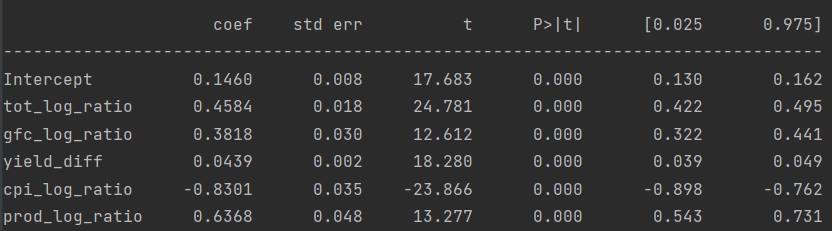 coef std err t P>|t| [0.025 0.975]
------------------------------------------------------------------------------------
Intercept 0.1460 0.008 17.683 0.000 0.130 0.162
tot_log_ratio 0.4584 0.018 24.781 0.000 0.422 0.495
gfc_log_ratio 0.3818 0.030 12.612 0.000 0.322 0.441
yield_diff 0.0439 0.002 18.280 0.000 0.039 0.049
cpi_log_ratio -0.8301 0.035 -23.866 0.000 -0.898 -0.762
prod_log_ratio 0.6368 0.048 13.277 0.000 0.543 0.731